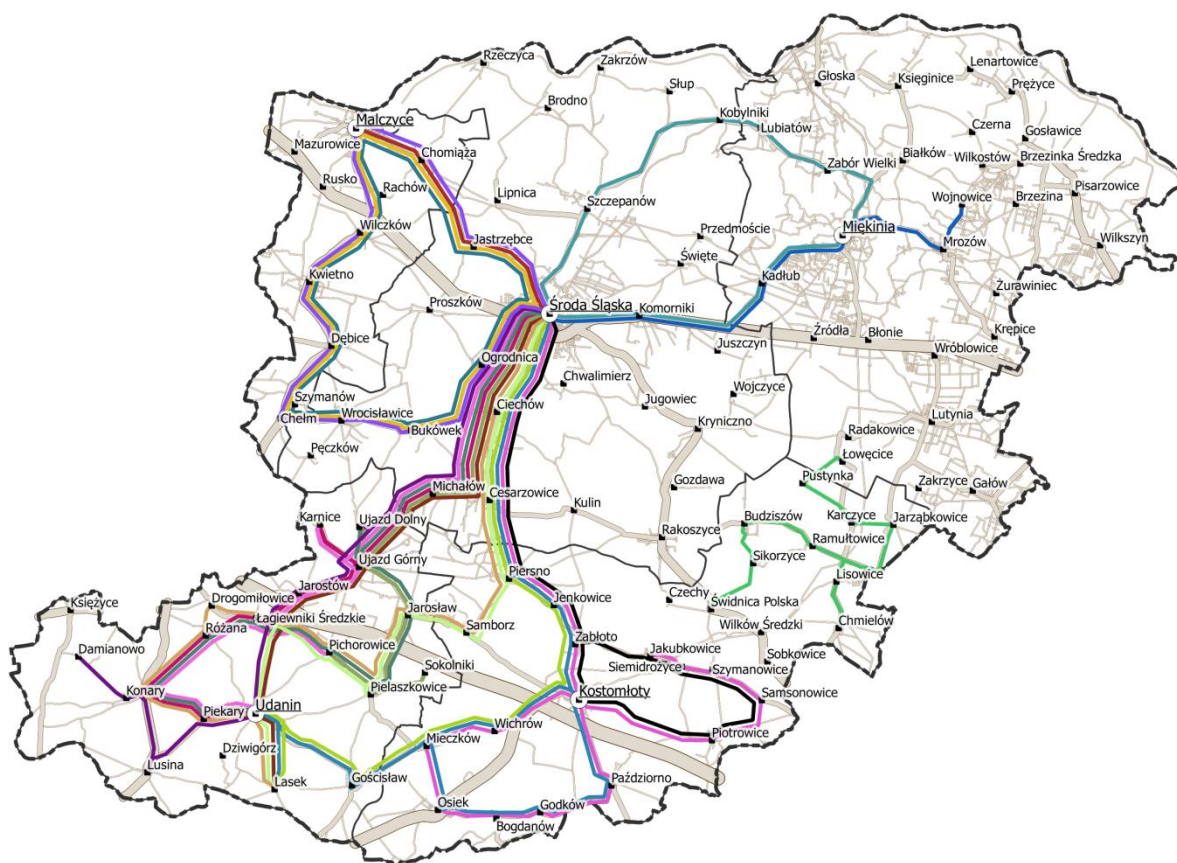 Rzeczyca
Zakrzów
Lenartowice
Głoska
Księginice
Prężyce
Słup
Brodno
Kobylniki
Malczyce
Lubiatów
Czerna
Gosławice
Mazurowice
Chomiąża
Białków
Wilkostów
Brzezinka Średzka
Zabór Wielki
Rusko
Rachów
Lipnica
Pisarzowice
Szczepanów
Wojnowice
Brzezina
Wilczków
Przedmoście
Miękinia
Jastrzębce
Mrozów
Wilkszyn
Święte
Kwietno
Kadłub
Żurawiniec
Proszków
Środa Śląska
Komorniki
Źródła
Błonie
Krępice
Dębice
Juszczyn
Wróblowice
Ogrodnica
Chwalimierz
Wojczyce
Szymanów
Ciechów
Jugowiec
Chełm
Wrocisławice
Lutynia
Bukówek
Kryniczno
Radakowice
Pęczków
Łowęcice
Pustynka
Michałów
Gozdawa
Zakrzyce
Gałów
Cesarzowice
Kulin
Karnice
Ujazd Dolny
Budziszów
Karczyce
Jarząbkowice
Rakoszyce
Ramułtowice
Ujazd Górny
Sikorzyce
Piersno
Lisowice
Jarostów
Czechy
Księżyce
Drogomiłowice
Jenkowice
Świdnica Polska
Łagiewniki Średzkie
Jarosław
Chmielów
Różana
Samborz
Wilków Średzki
Damianowo
Pichorowice
Zabłoto
Jakubkowice
Sobkowice
Sokolniki
Siemidrożyce
Szymanowice
Konary
Pielaszkowice
Kostomłoty
Samsonowice
Piekary
Udanin
Wichrów
Piotrowice
Mieczków
Dziwigórz
Lusina
Lasek
Gościsław
Paździorno
Osiek
Godków
Bogdanów